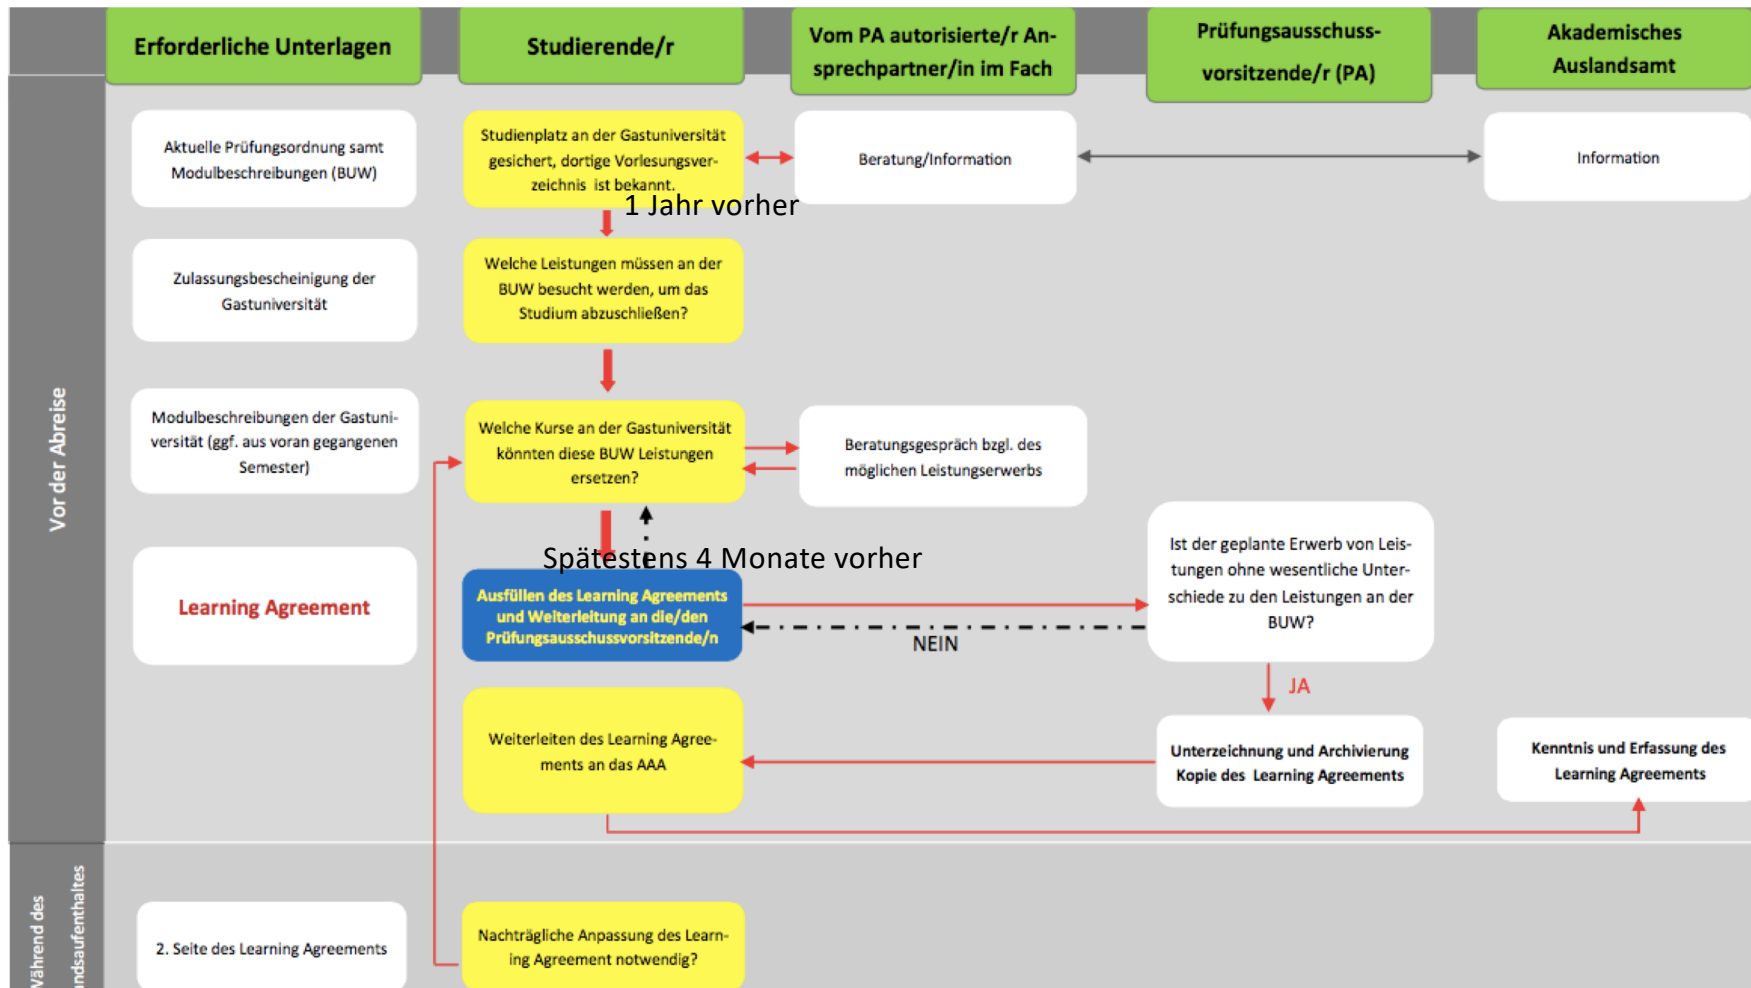 Erforderliche Unterlagen
Studierende/r
Vom PA autorisierte/r An-
sprechpartner/in im Fach
Prüfungsausschuss-
vorsitzende/r (PA)
Akademisches
Auslandsamt
Vor der Abreise
Aktuelle Prüfungsordnung samt
Modulbeschreibungen (BUW)
Studienplatz an der Gastuniversität
gesichert, dortige Vorlesungsver-
zeichnis ist bekannt.
Beratung/Information
Information
1 Jahr vorher
Zulassungsbescheinigung der
Gastuniversität
Welche Leistungen müssen an der
BUW besucht werden, um das
Studium abzuschließen?
Modulbeschreibungen der Gastuni-
versität (ggf. aus voran gegangenen
Semester)
Welche Kurse an der Gastuniversität
könnten diese BUW Leistungen
ersetzen?
Beratungsgespräch bzgl. des
möglichen Leistungserwerbs
Spätestens 4 Monate vorher
Learning Agreement
Ausfüllen des Learning Agreements
und Weiterleitung an die/den
Prüfungsausschussvorsitzende/n
Ist der geplante Erwerb von Leis-
tungen ohne wesentliche Unter-
schiede zu den Leistungen an der
BUW?
NEIN
JA
Weiterleiten des Learning Agree-
ments an das AAA
Unterzeichnung und Archivierung
Kopie des Learning Agreements
Kenntnis und Erfassung des
Learning Agreements
Während des
ndsaufenthaltes
2. Seite des Learning Agreements
Nachträgliche Anpassung des Learn-
ing Agreement notwendig?